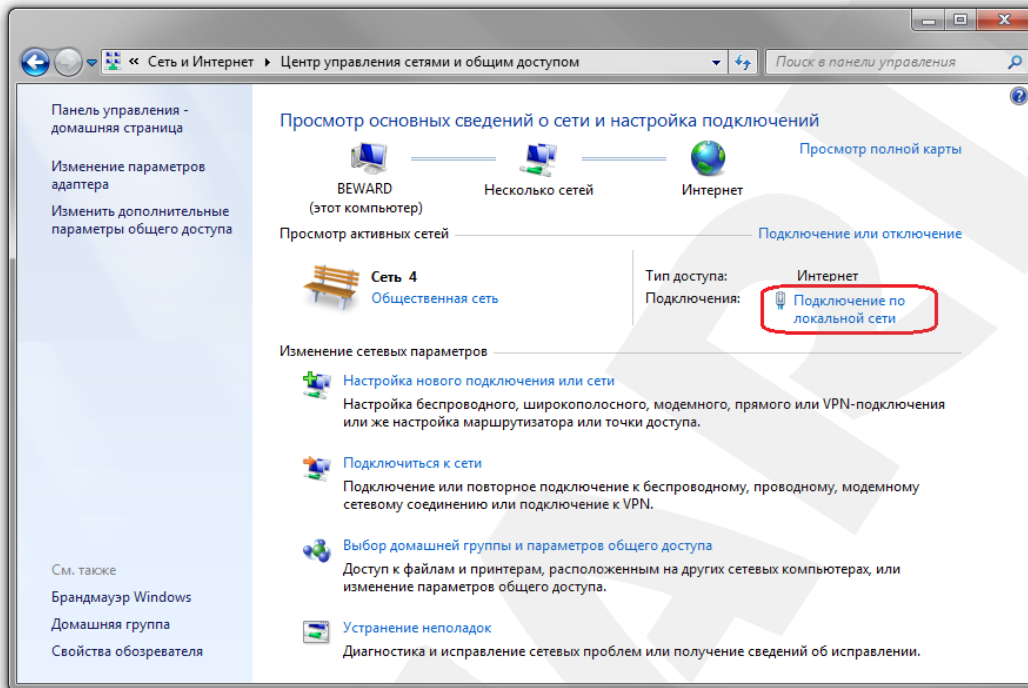 « Сеть и Интернет ▸ Центр управления сетями и общим доступом
Поиск в панели управления
Панель управления -
домашняя страница
Изменение параметров
адаптера
Изменить дополнительные
параметры общего доступа
См. также
Брандмауэр Windows
Домашняя группа
Свойства обозревателя
Просмотр основных сведений о сети и настройка подключений
Просмотр полной карты
BEWARD
(этот компьютер)
Несколько сетей
Интернет
Просмотр активных сетей
Подключение или отключение
Сеть 4
Общественная сеть
Тип доступа: Интернет
Подключения: Подключение по
локальной сети
Изменение сетевых параметров
Настройка нового подключения или сети
Настройка беспроводного, широкополосного, модемного, прямого или VPN-подключения
или же настройка маршрутизатора или точки доступа.
Подключиться к сети
Подключение или повторное подключение к беспроводному, проводному, модемному
сетевому соединению или подключение к VPN.
Выбор домашней группы и параметров общего доступа
Доступ к файлам и принтерам, расположенным на других сетевых компьютерах, или
изменение параметров общего доступа.
Устранение неполадок
Диагностика и исправление сетевых проблем или получение сведений об исправлении.